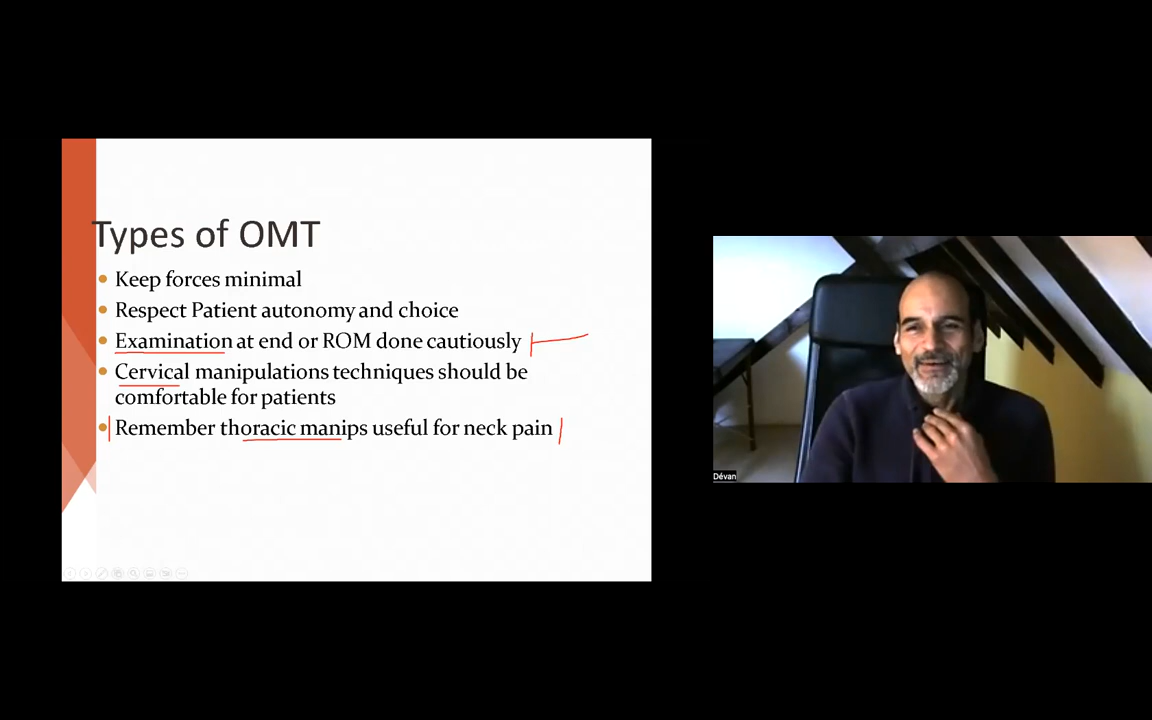 Types of OMT
Keep forces minimal
Respect Patient autonomy and choice
Examination at end or ROM done cautiously
Cervical manipulations techniques should be
comfortable for patients
Remember thoracic manips useful for neck pain
Dévan